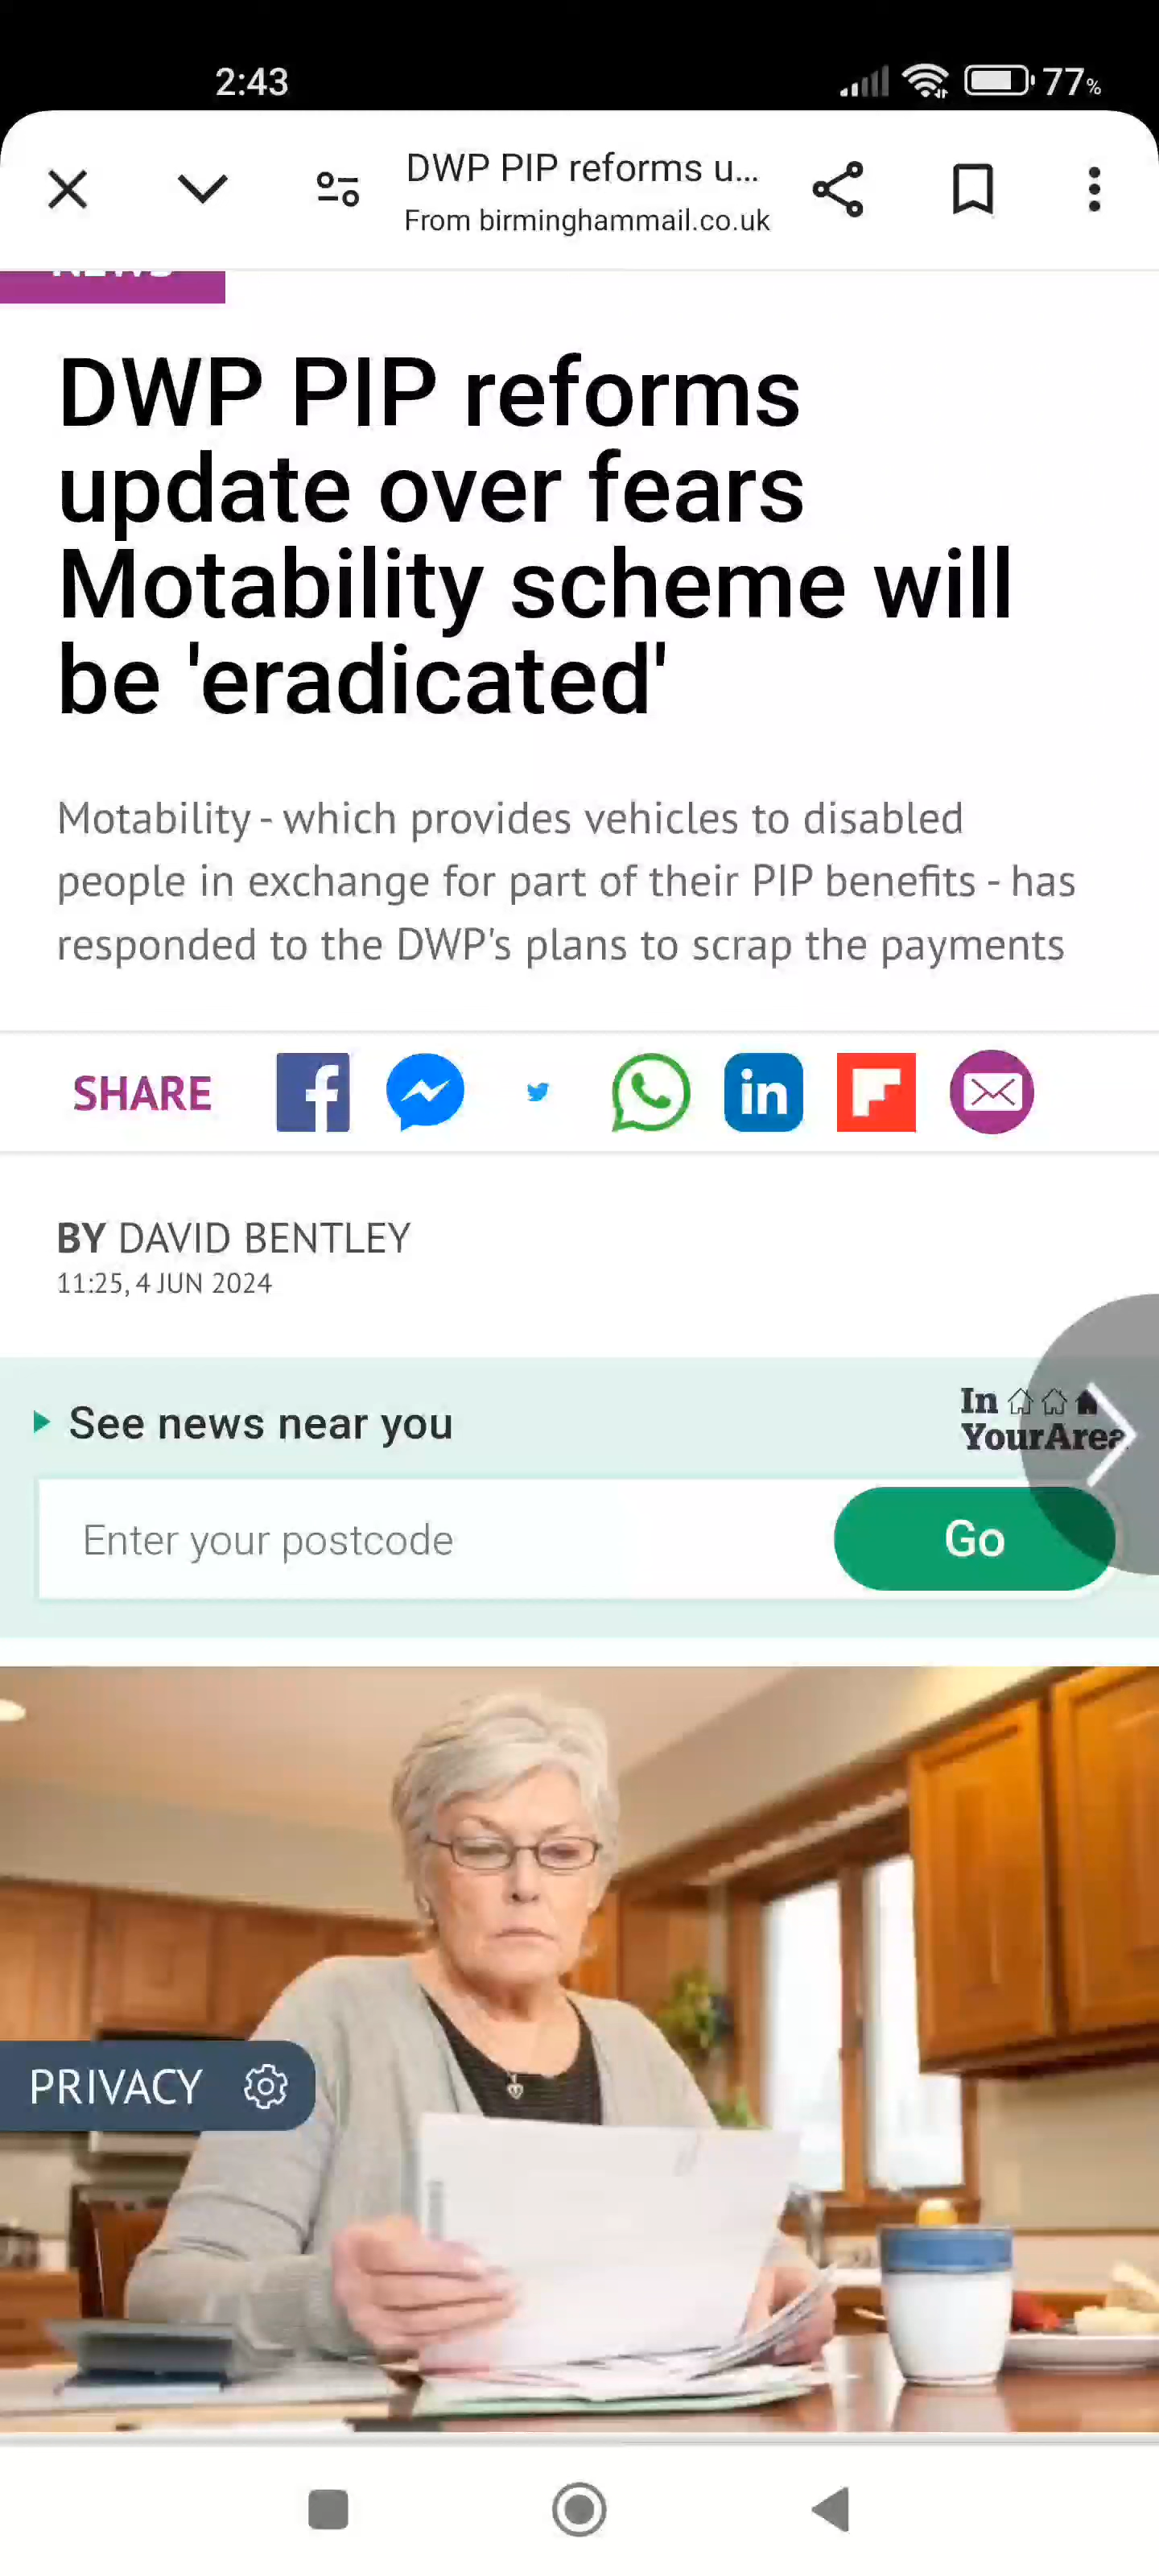 2:43
77%
DWP PIP reforms u...
From birminghammail.co.uk
NEWS
DWP PIP reforms
update over fears
Motability scheme will
be 'eradicated'
Motability - which provides vehicles to disabled
people in exchange for part of their PIP benefits - has
responded to the DWP's plans to scrap the payments
SHARE
BY DAVID BENTLEY
11:25, 4 JUN 2024
See news near you
In
YourArea
Enter your postcode
Go
PRIVACY